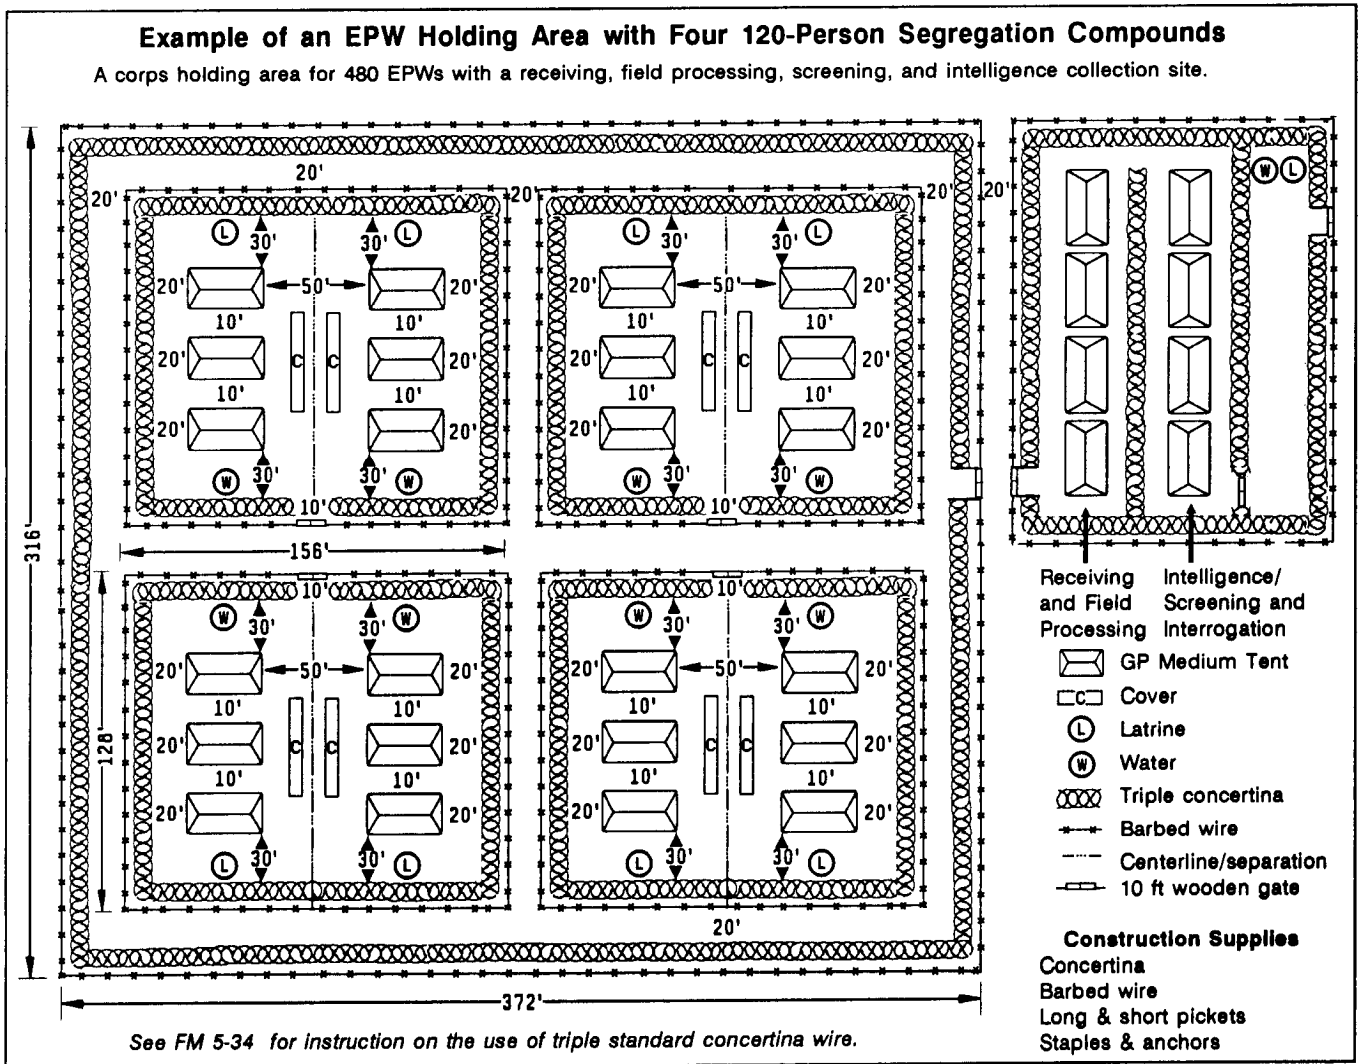 Example of an EPW Holding Area with Four 120-Person Segregation Compounds
A corps holding area for 480 EPWs with a receiving, field processing, screening, and intelligence collection site.
20'
20' 20' 20' 20'
L 30' 30' L L 30' 30' L
W L
20' 50' 20' 20' 50' 20'
10' 10' 10' 10'
20' C C 20' 20' C C 20'
10' 10' 10' 10'
20' 20' 20' 20'
W 30' 30' W W 30' 30' W
10' 10'
316'
156'
10' 10'
W 30' 30' W W 30' 30' W
20' 50' 20' 20' 50' 20'
10' 10' 10' 10'
128'
20' C C 20' 20' C C 20'
10' 10' 10' 10'
20' 20' 20' 20'
L 30' 30' L L 30' 30' L
20'
372'
See FM 5-34 for instruction on the use of triple standard concertina wire.
Receiving
and Field
Processing
Intelligence/
Screening and
Interrogation
GP Medium Tent
C Cover
L Latrine
W Water
Triple concertina
Barbed wire
Centerline/separation
10 ft wooden gate
Construction Supplies
Concertina
Barbed wire
Long & short pickets
Staples & anchors